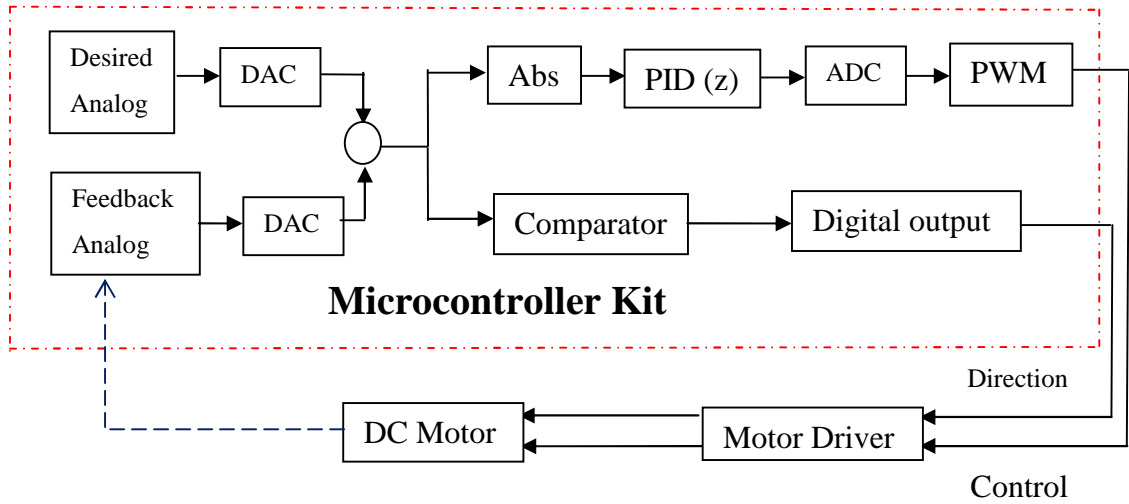 Desired
Analog
DAC
Abs
PID (z)
ADC
PWM
Feedback
Analog
DAC
Comparator
Digital output
Microcontroller Kit
Direction
DC Motor
Motor Driver
Control